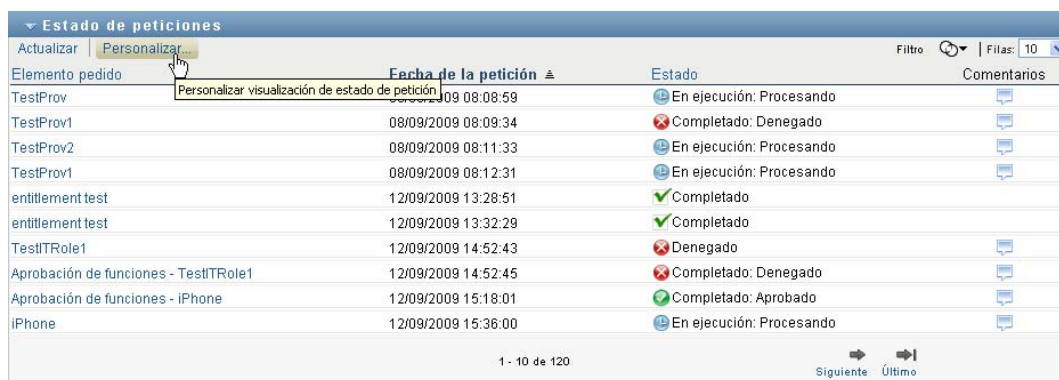 Estado de peticiones
Actualizar Personalizar... Filtro Filas: 10
Elemento pedido Fecha de la petición Estado Comentarios
Personalizar visualización de estado de petición
TestProv 08:08:59 En ejecución: Procesando
TestProv1 08/09/2009 08:09:34 Completado: Denegado
TestProv2 08/09/2009 08:11:33 En ejecución: Procesando
TestProv1 08/09/2009 08:12:31 En ejecución: Procesando
entitlement test 12/09/2009 13:28:51 Completado
entitlement test 12/09/2009 13:32:29 Completado
TestITRole1 12/09/2009 14:52:43 Denegado
Aprobación de funciones - TestITRole1 12/09/2009 14:52:45 Completado: Denegado
Aprobación de funciones - iPhone 12/09/2009 15:18:01 Completado: Aprobado
iPhone 12/09/2009 15:36:00 En ejecución: Procesando
1 - 10 de 120 Siguiente Último